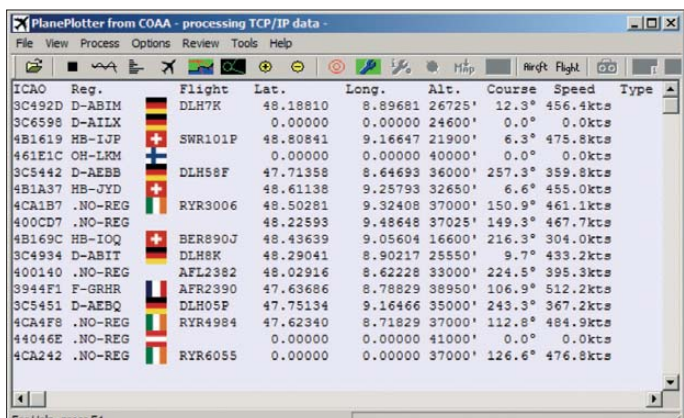 PlanePlotter from COAA - processing TCP/IP data -
File View Process Options Review Tools Help
Map Aircft Flight
ICAO Reg. Flight Lat. Long. Alt. Course Speed Type
3C492D D-ABIM DLH7K 48.18810 8.89681 26725' 12.3° 456.4kts
3C6598 D-AILX 0.00000 0.00000 24600' 0.0° 0.0kts
4B1619 HB-IJP SWR101P 48.80841 9.16647 21900' 6.3° 475.8kts
461E1C OH-LKM 0.00000 0.00000 40000' 0.0° 0.0kts
3C5442 D-AEBB DLH58F 47.71358 8.64693 36000' 257.3° 359.8kts
4B1A37 HB-JYD 48.61138 9.25793 32650' 6.6° 455.0kts
4CA1B7 .NO-REG RYR3006 48.50281 9.32408 37000' 150.9° 461.1kts
400CD7 .NO-REG 48.22593 9.48648 37025' 149.3° 467.7kts
4B169C HB-IOQ BER890J 48.43639 9.05604 16600' 216.3° 304.0kts
3C4934 D-ABIT DLH8K 48.29041 8.90217 25550' 9.7° 433.2kts
400140 .NO-REG AFL2382 48.02916 8.62228 33000' 224.5° 395.3kts
3944F1 F-GRHR AFR2390 47.63686 8.78829 38950' 106.9° 512.2kts
3C5451 D-AEBQ DLH05P 47.75134 9.16466 35000' 243.3° 367.2kts
4CA4F8 .NO-REG RYR4984 47.62340 8.71829 37000' 112.8° 484.9kts
44046E .NO-REG 0.00000 0.00000 41000' 0.0° 0.0kts
4CA242 .NO-REG RYR6055 0.00000 0.00000 37000' 126.6° 476.8kts